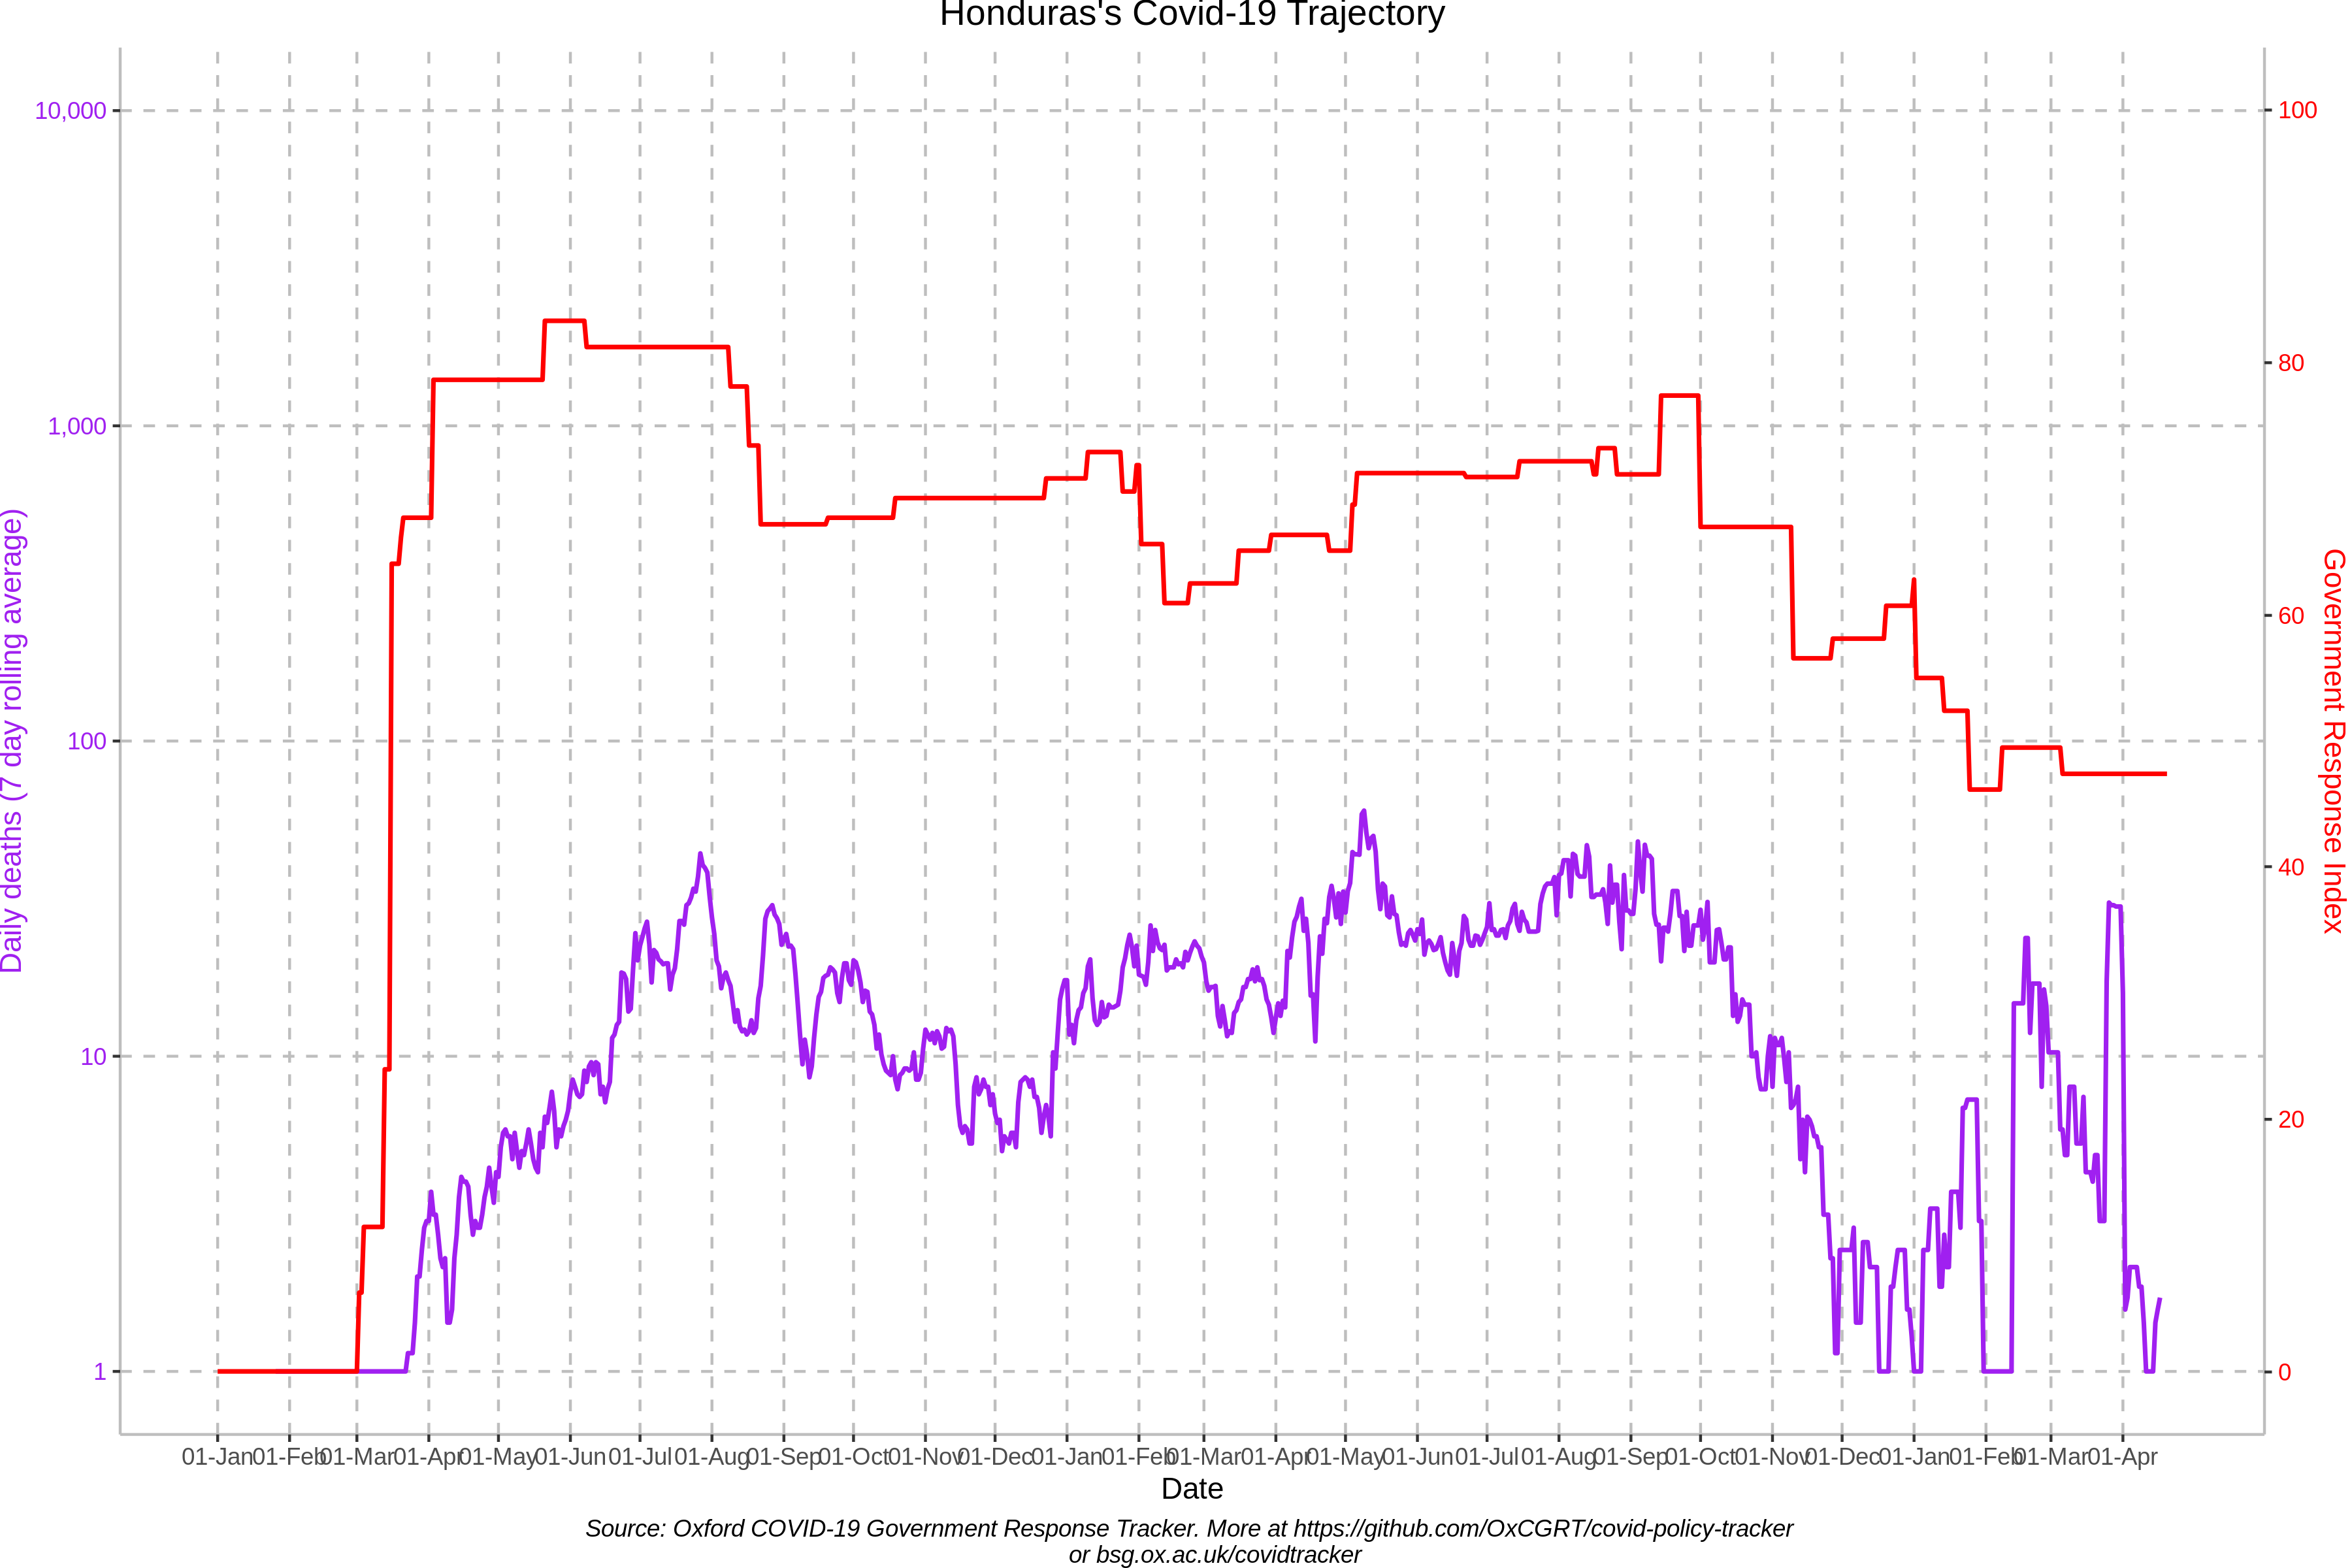 Honduras's Covid-19 Trajectory
10,000
1,000
100
10
1
Daily deaths (7 day rolling average)
100
80
60
40
20
0
Government Response Index
01-Jan
01-Feb
01-Mar
01-Apr
01-May
01-Jun
01-Jul
01-Aug
01-Sep
01-Oct
01-Nov
01-Dec
01-Jan
01-Feb
01-Mar
01-Apr
01-May
01-Jun
01-Jul
01-Aug
01-Sep
01-Oct
01-Nov
01-Dec
01-Jan
01-Feb
01-Mar
01-Apr
Date
Source: Oxford COVID-19 Government Response Tracker. More at https://github.com/OxCGRT/covid-policy-tracker
or bsg.ox.ac.uk/covidtracker